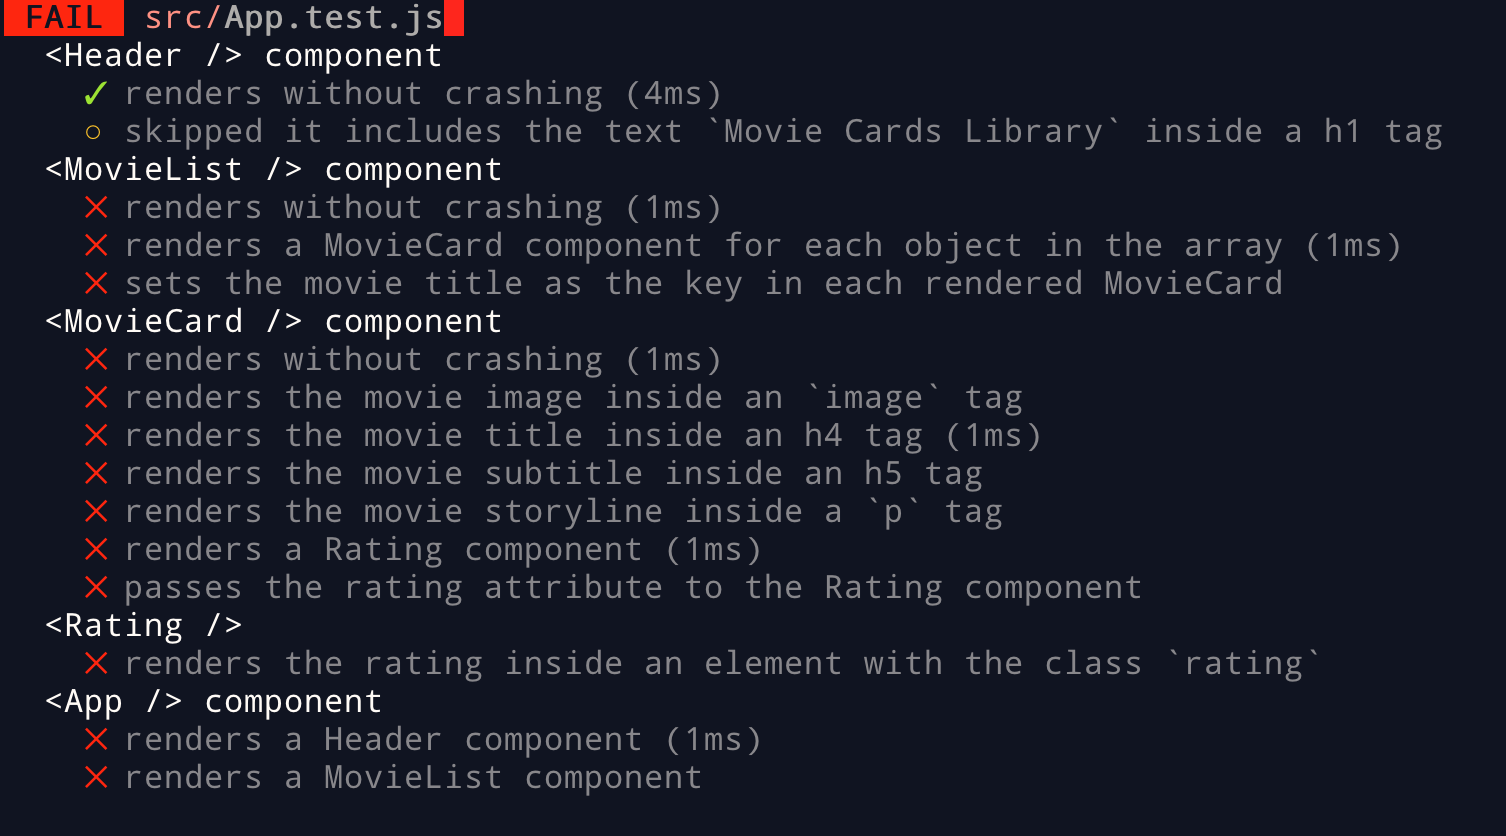 FAIL src/App.test.js
<Header /> component
✓ renders without crashing (4ms)
○ skipped it includes the text `Movie Cards Library` inside a h1 tag
<MovieList /> component
✕ renders without crashing (1ms)
✕ renders a MovieCard component for each object in the array (1ms)
✕ sets the movie title as the key in each rendered MovieCard
<MovieCard /> component
✕ renders without crashing (1ms)
✕ renders the movie image inside an `image` tag
✕ renders the movie title inside an h4 tag (1ms)
✕ renders the movie subtitle inside an h5 tag
✕ renders the movie storyline inside a `p` tag
✕ renders a Rating component (1ms)
✕ passes the rating attribute to the Rating component
<Rating />
✕ renders the rating inside an element with the class `rating`
<App /> component
✕ renders a Header component (1ms)
✕ renders a MovieList component